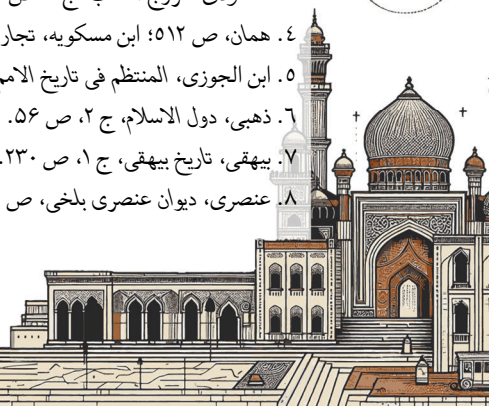 ۴. همان، ص ۵۱۲؛ ابن مسکویه، تجار
۵. ابن الجوزی، المنتظم فی تاریخ الامم
۶. ذهبی، دول الاسلام، ج ۲، ص ۵۶.
۷. بیهقی، تاریخ بیهقی، ج ۱، ص ۲۳۰.
۸. عنصری، دیوان عنصری بلخی، ص